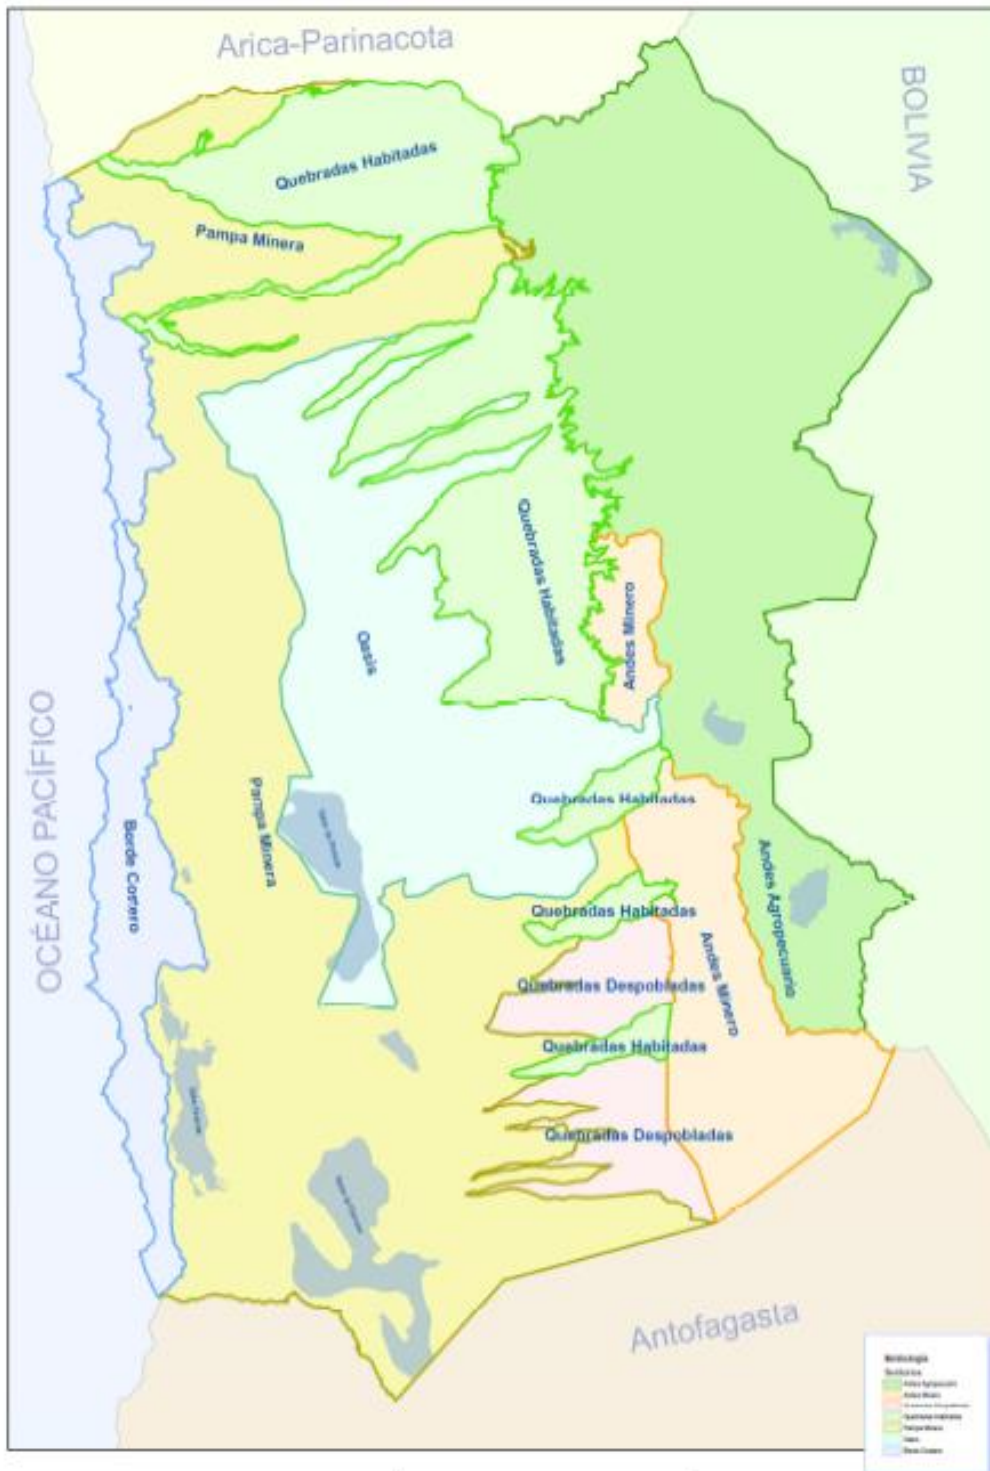 Arica-Parinacota
BOLIVIA
Quebradas Habitadas
Pampa Minera
Quebradas Habitadas
Andes Minero
Oasis
OCÉANO PACÍFICO
Pampa Minera
Borde Costero
Quebradas Habitadas
Andes Agropecuario
Quebradas Habitadas
Andes Minero
Quebradas Despobladas
Quebradas Habitadas
Quebradas Despobladas
Antofagasta